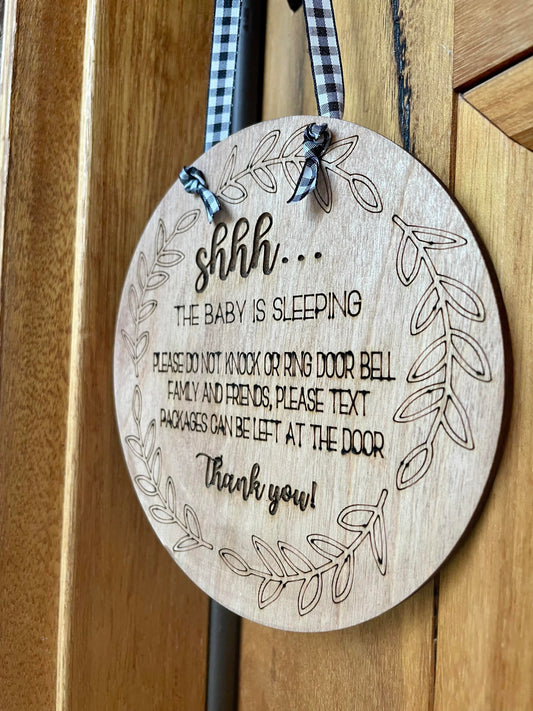 shhh...
THE BABY IS SLEEPING
PLEASE DO NOT KNOCK OR RING DOOR BELL
FAMILY AND FRIENDS, PLEASE TEXT
PACKAGES CAN BE LEFT AT THE DOOR
Thank you!